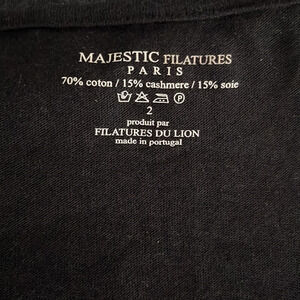 MAJESTIC FILATURES
PARIS
70% coton / 15% cashmere / 15% soie
2
produit par
FILATURES DU LION
made in portugal